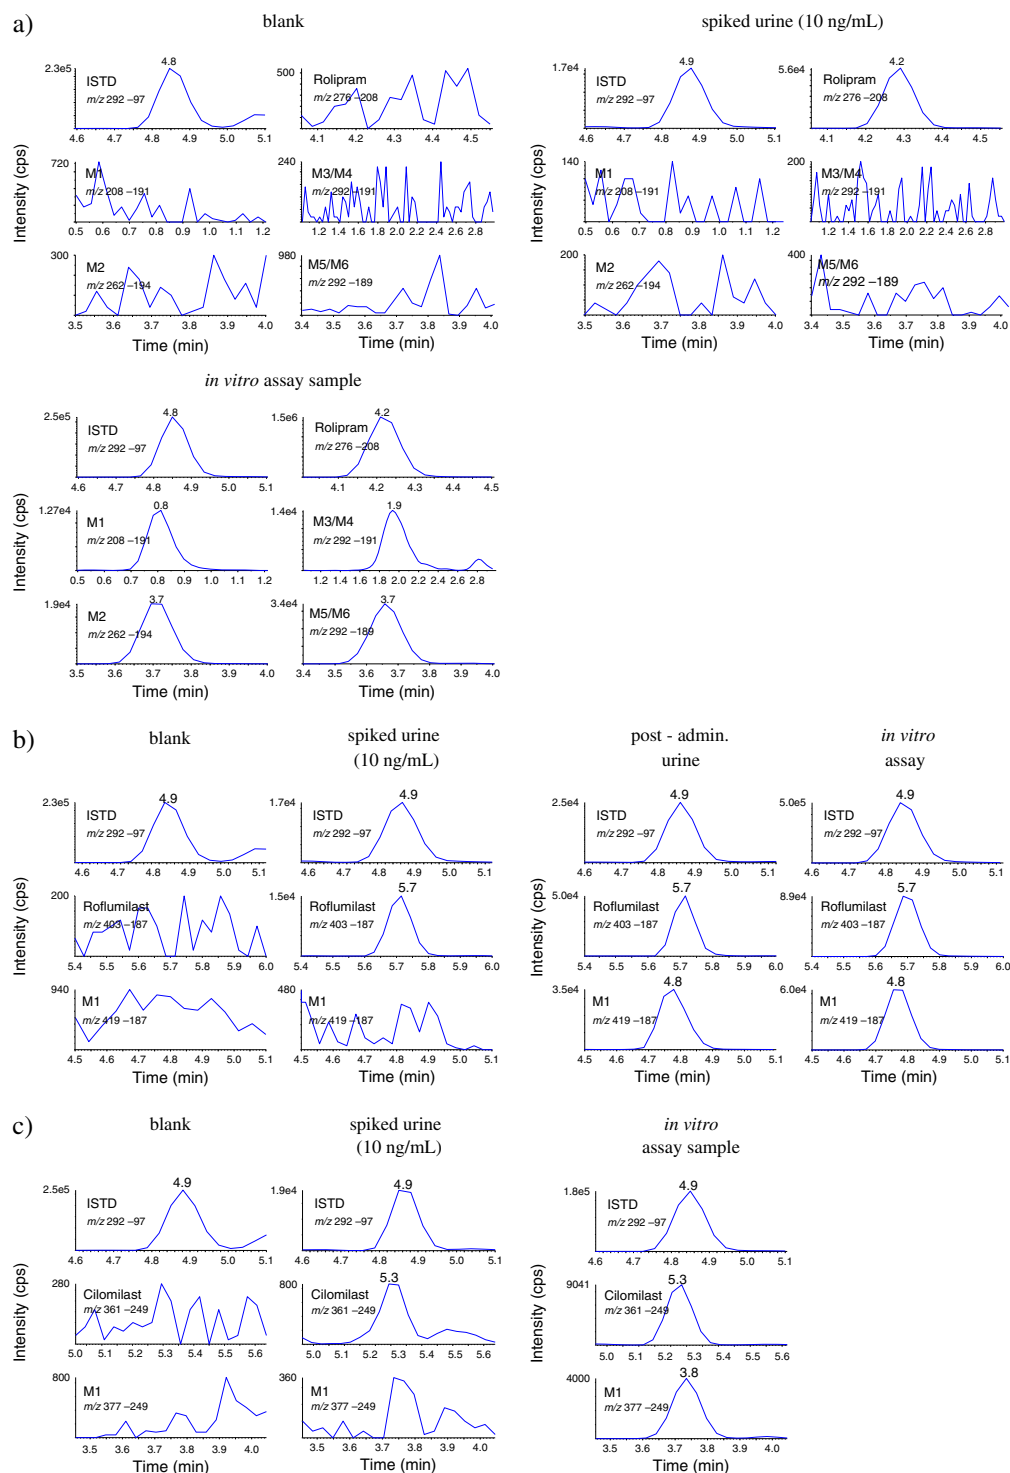 a)
blank
spiked urine (10 ng/mL)
Intensity (cps)
2.3e5
ISTD
m/z 292 –97
4.8
4.6 4.7 4.8 4.9 5.0 5.1
500
Rolipram
m/z 276 –208
4.1 4.2 4.3 4.4 4.5
720
M1
m/z 208 –191
0.5 0.6 0.7 0.8 0.9 1.0 1.1 1.2
240
M3/M4
m/z 292 –191
1.2 1.4 1.6 1.8 2.0 2.2 2.4 2.6 2.8
300
M2
m/z 262 –194
3.5 3.6 3.7 3.8 3.9 4.0
Time (min)
980
M5/M6
m/z 292 –189
3.4 3.5 3.6 3.7 3.8 3.9 4.0
Time (min)
Intensity (cps)
1.7e4
ISTD
m/z 292 –97
4.9
4.6 4.7 4.8 4.9 5.0 5.1
5.6e4
Rolipram
m/z 276 –208
4.2
4.1 4.2 4.3 4.4
140
M1
m/z 208 –191
0.5 0.6 0.7 0.8 0.9 1.0 1.1 1.2
200
M3/M4
m/z 292 –191
1.2 1.4 1.6 1.8 2.0 2.2 2.4 2.6 2.8
200
M2
m/z 262 –194
3.5 3.6 3.7 3.8 3.9 4.0
Time (min)
400
M5/M6
m/z 292 –189
3.4 3.5 3.6 3.7 3.8 3.9 4.0
Time (min)
in vitro assay sample
Intensity (cps)
2.5e5
ISTD
m/z 292 –97
4.8
4.6 4.7 4.8 4.9 5.0 5.1
1.5e6
Rolipram
m/z 276 –208
4.2
4.1 4.2 4.3 4.4 4.5
1.27e4
M1
m/z 208 –191
0.8
0.5 0.6 0.7 0.8 0.9 1.0 1.1 1.2
1.4e4
M3/M4
m/z 292 –191
1.9
1.2 1.4 1.6 1.8 2.0 2.2 2.4 2.6 2.8
1.9e4
M2
m/z 262 –194
3.7
3.5 3.6 3.7 3.8 3.9 4.0
Time (min)
3.4e4
M5/M6
m/z 292 –189
3.7
3.4 3.5 3.6 3.7 3.8 3.9 4.0
Time (min)
b)
blank
spiked urine
(10 ng/mL)
post - admin.
urine
in vitro
assay
Intensity (cps)
2.3e5
ISTD
m/z 292 –97
4.9
4.6 4.7 4.8 4.9 5.0 5.1
1.7e4
ISTD
m/z 292 –97
4.9
4.6 4.7 4.8 4.9 5.0 5.1
200
Roflumilast
m/z 403 –187
5.4 5.5 5.6 5.7 5.8 5.9 6.0
1.5e4
Roflumilast
m/z 403 –187
5.7
5.4 5.5 5.6 5.7 5.8 5.9 6.0
940
M1
m/z 419 –187
4.5 4.6 4.7 4.8 4.9 5.0 5.1
Time (min)
480
M1
m/z 419 –187
4.5 4.6 4.7 4.8 4.9 5.0 5.1
Time (min)
Intensity (cps)
2.5e4
ISTD
m/z 292 –97
4.9
4.6 4.7 4.8 4.9 5.0 5.1
5.0e5
ISTD
m/z 292 –97
4.9
4.6 4.7 4.8 4.9 5.0 5.1
5.0e4
Roflumilast
m/z 403 –187
5.7
5.4 5.5 5.6 5.7 5.8 5.9 6.0
8.9e4
Roflumilast
m/z 403 –187
5.7
5.4 5.5 5.6 5.7 5.8 5.9 6.0
3.5e4
M1
m/z 419 –187
4.8
4.5 4.6 4.7 4.8 4.9 5.0 5.1
Time (min)
6.0e4
M1
m/z 419 –187
4.8
4.5 4.6 4.7 4.8 4.9 5.0 5.1
Time (min)
c)
blank
spiked urine
(10 ng/mL)
in vitro
assay sample
Intensity (cps)
2.5e5
ISTD
m/z 292 –97
4.9
4.6 4.7 4.8 4.9 5.0 5.1
1.9e4
ISTD
m/z 292 –97
4.9
4.6 4.7 4.8 4.9 5.0 5.1
280
Cilomilast
m/z 361 –249
5.0 5.1 5.2 5.3 5.4 5.5 5.6
800
Cilomilast
m/z 361 –249
5.3
5.0 5.1 5.2 5.3 5.4 5.5 5.6
800
M1
m/z 377 –249
3.5 3.6 3.7 3.8 3.9 4.0
Time (min)
360
M1
m/z 377 –249
3.5 3.6 3.7 3.8 3.9 4.0
Time (min)
Intensity (cps)
1.8e5
ISTD
m/z 292 –97
4.9
4.6 4.7 4.8 4.9 5.0 5.1
9041
Cilomilast
m/z 361 –249
5.3
5.0 5.1 5.2 5.3 5.4 5.5 5.6
4000
M1
m/z 377 –249
3.8
3.5 3.6 3.7 3.8 3.9 4.0
Time (min)